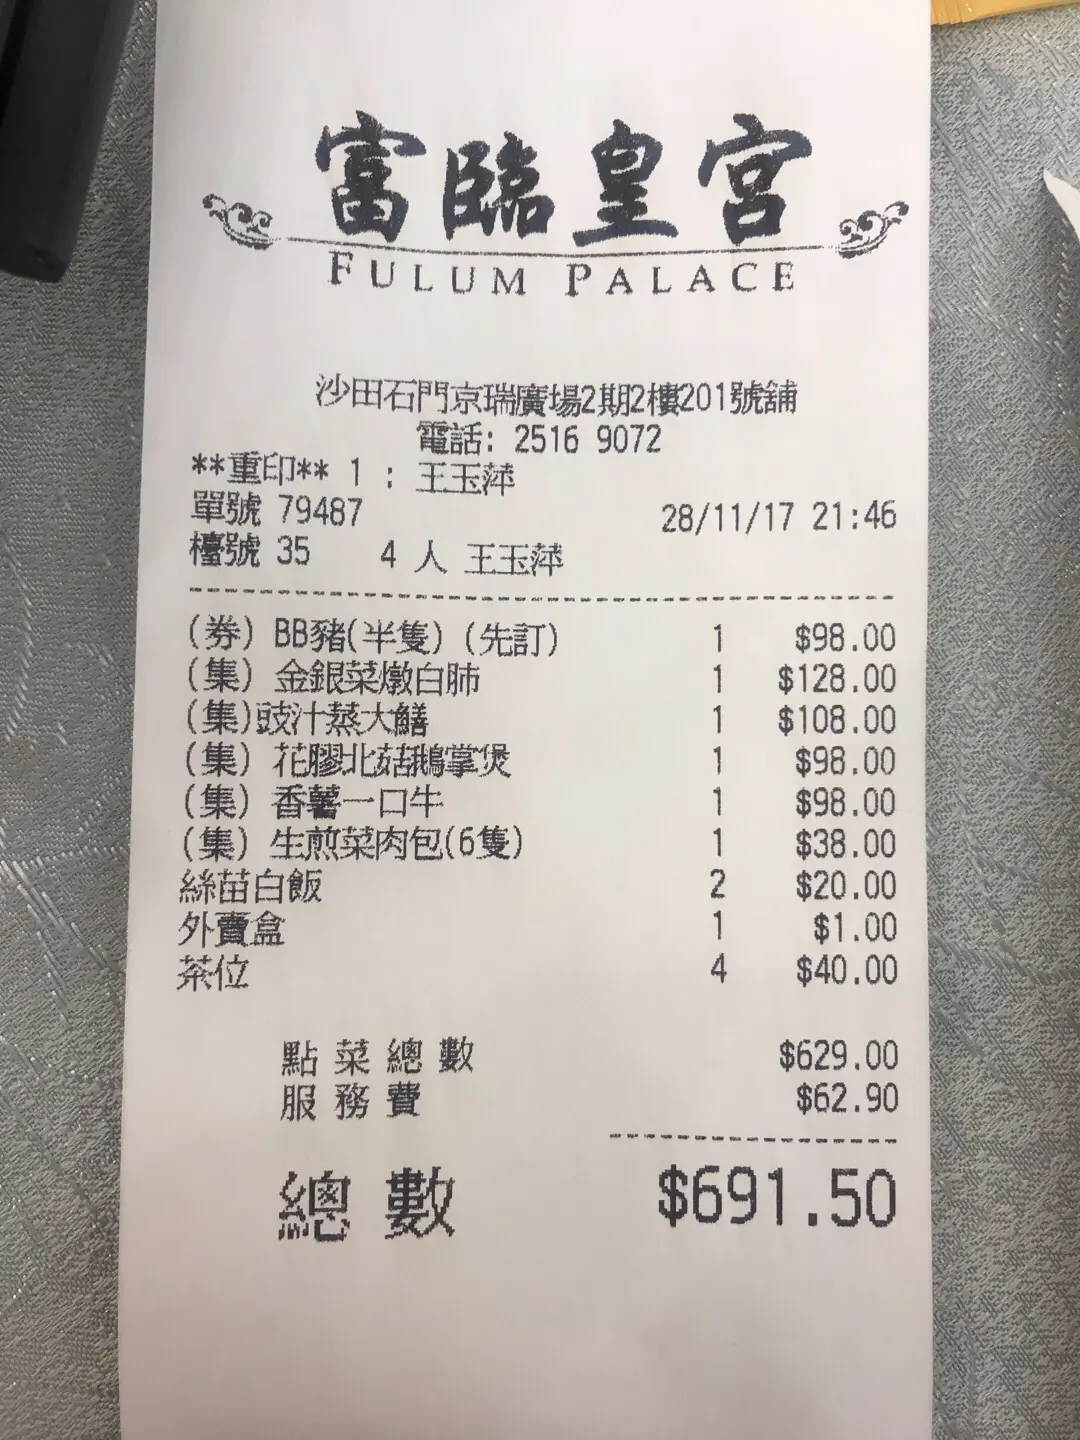 富臨皇宮
FULUM PALACE
沙田石門京瑞廣場2期2樓201號舖
電話: 2516 9072
**重印** 1 : 王玉萍
單號 79487 28/11/17 21:46
檯號 35 4 人 王玉萍
(券) BB豬(半隻) (先訂) 1 $98.00
(集) 金銀菜燉白肺 1 $128.00
(集)豉汁蒸大鱔 1 $108.00
(集) 花膠北菇鵝掌煲 1 $98.00
(集) 香薯一口牛 1 $98.00
(集) 生煎菜肉包(6隻) 1 $38.00
絲苗白飯 2 $20.00
外賣盒 1 $1.00
茶位 4 $40.00
點菜總數 $629.00
服務費 $62.90
總數 $691.50